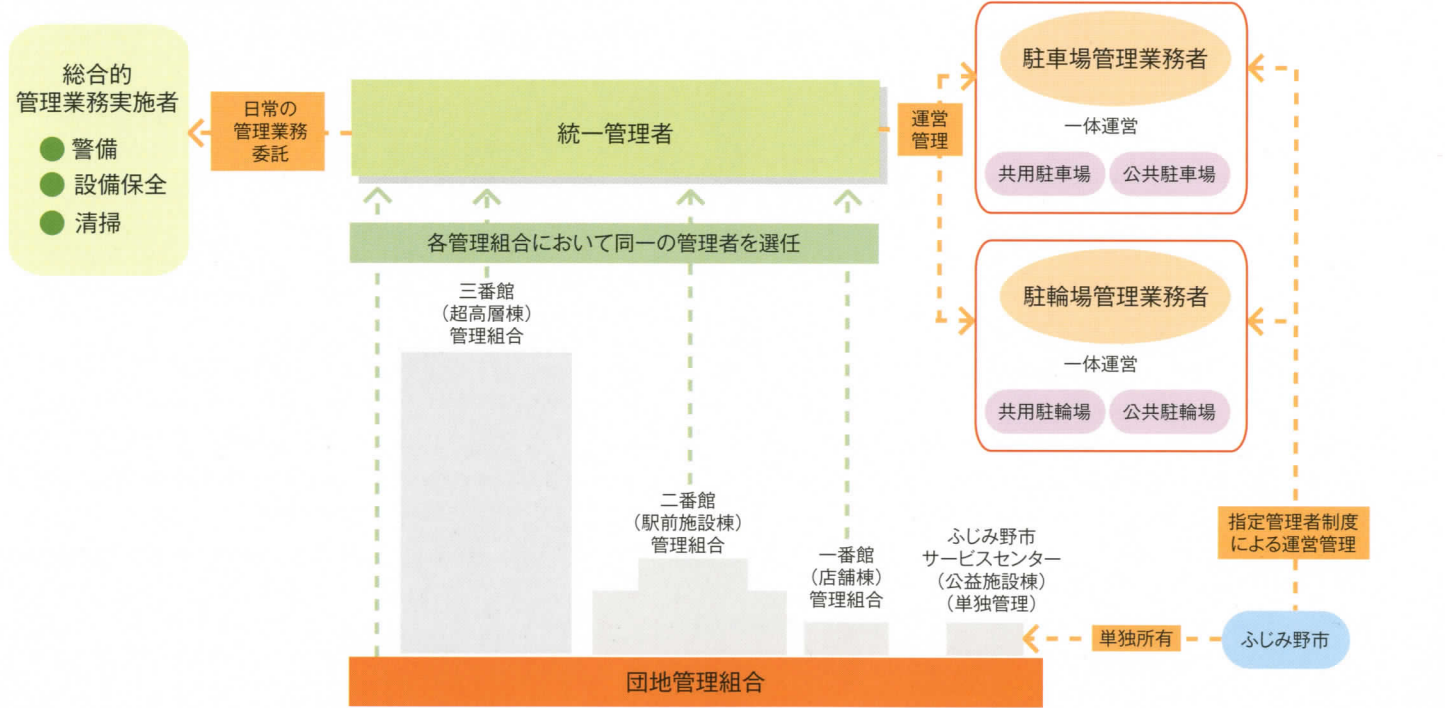 総合的
管理業務実施者
警備
設備保全
清掃
日常の
管理業務
委託
統一管理者
運営
管理
駐車場管理業務者
一体運営
共用駐車場
公共駐車場
各管理組合において同一の管理者を選任
駐輪場管理業務者
一体運営
共用駐輪場
公共駐輪場
三番館
（超高層棟）
管理組合
二番館
（駅前施設棟）
管理組合
一番館
（店舗棟）
管理組合
ふじみ野市
サービスセンター
（公益施設棟）
（単独管理）
指定管理者制度
による運営管理
単独所有
ふじみ野市
団地管理組合